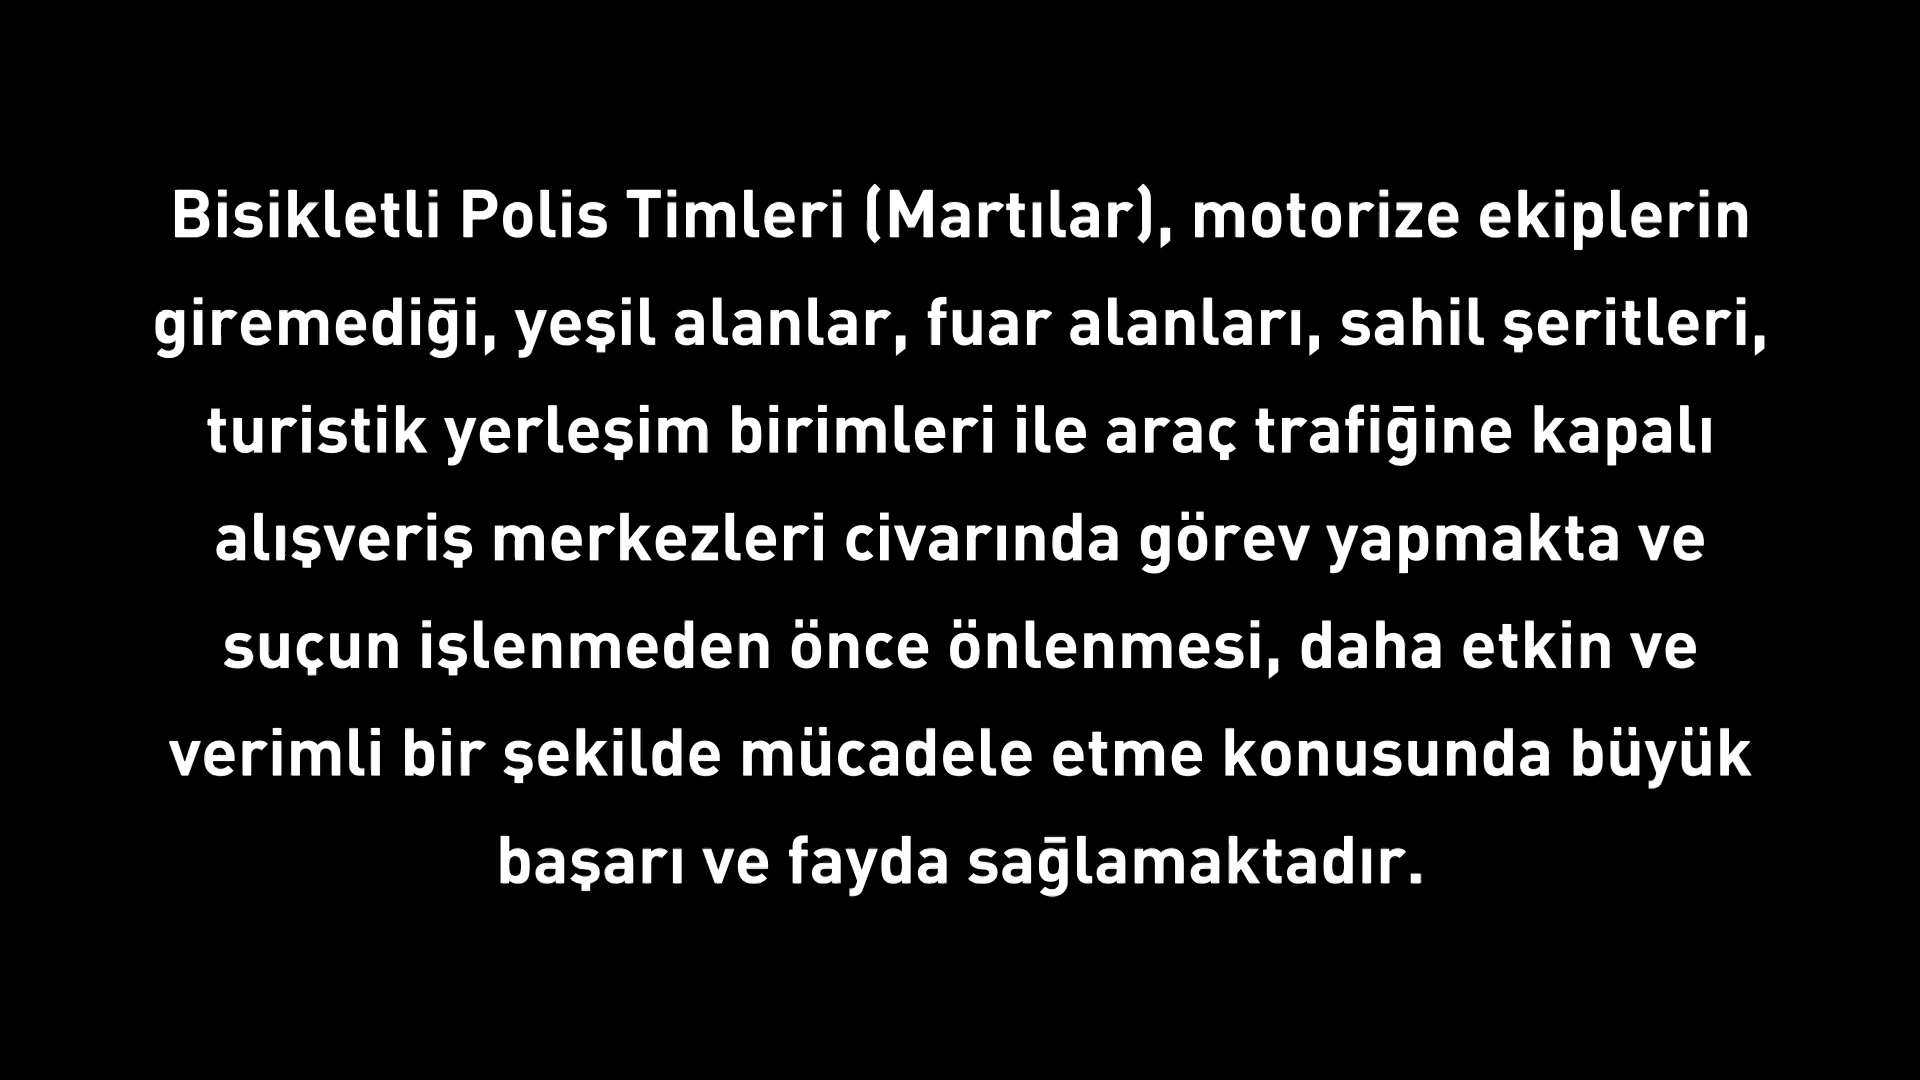 Bisikletli Polis Timleri (Martılar), motorize ekiplerin
giremediği, yeşil alanlar, fuar alanları, sahil şeritleri,
turistik yerleşim birimleri ile araç trafiğine kapalı
alışveriş merkezleri civarında görev yapmakta ve
suçun işlenmeden önce önlenmesi, daha etkin ve
verimli bir şekilde mücadele etme konusunda büyük
başarı ve fayda sağlamaktadır.